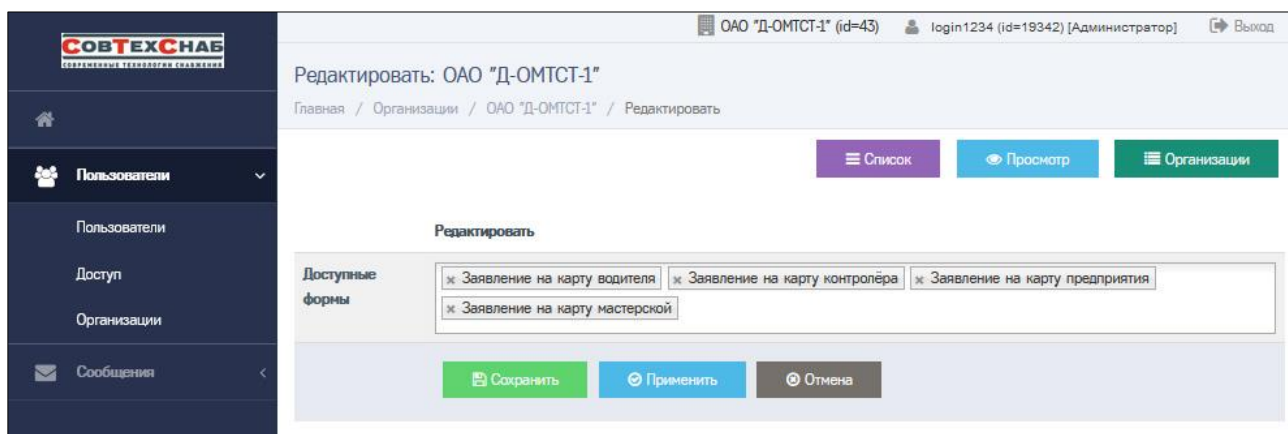 СовТехСнаб
СОВРЕМЕННЫЕ ТЕХНОЛОГИИ СНАБЖЕНИЯ
ОАО "Д-ОМТСТ-1" (id=43) login1234 (id=19342) [Администратор] Выход
Редактировать: ОАО "Д-ОМТСТ-1"
Главная / Организации / ОАО "Д-ОМТСТ-1" / Редактировать
Список Просмотр Организации
Пользователи
Пользователи
Доступ
Организации
Сообщения
Редактировать
Доступные формы
× Заявление на карту водителя × Заявление на карту контролёра × Заявление на карту предприятия
× Заявление на карту мастерской
Сохранить Применить Отмена